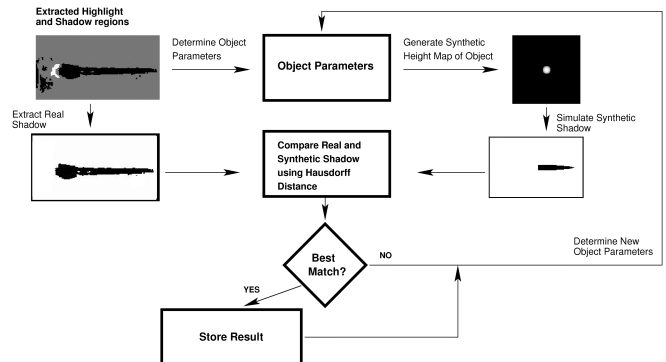 Extracted Highlight
and Shadow regions
Determine Object
Parameters
Object Parameters
Generate Synthetic
Height Map of Object
Extract Real
Shadow
Simulate Synthetic
Shadow
Compare Real and
Synthetic Shadow
using Hausdorff
Distance
Best
Match?
NO
Determine New
Object Parameters
YES
Store Result